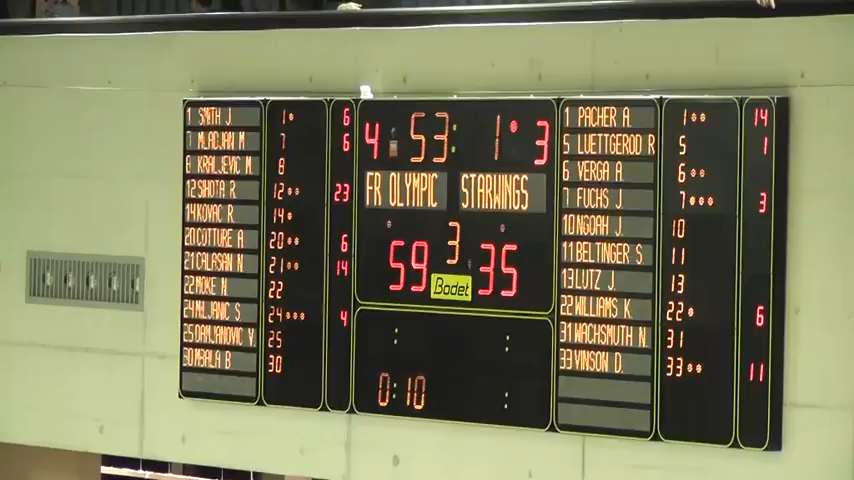 1 SMITH J 1 6
7 MLADJAN M 7 6
8 KRALJEVIC M 8
12 SIHOTA R 12 23
14 KOVAC R 14
20 COTTURE A 20 6
21 CALASAN N 21 14
22 MOKE N 22
24 MILJANIC S 24 4
25 DAMJANOVIC V. 25
30 MBALA B 30
4 53: 1 3
FR OLYMPIC STARWINGS
3
59 35
Bodet
0:10
1 PACHER A. 1 14
5 LUETTGEROD R 5 1
6 VERGA A 6
7 FUCHS J 7 3
10 NGOAH J. 10
11 BELTINGER S 11
13 LUTZ J. 13
22 WILLIAMS K 22 6
31 WACHSMUTH N. 31
33 VINSON D. 33 11